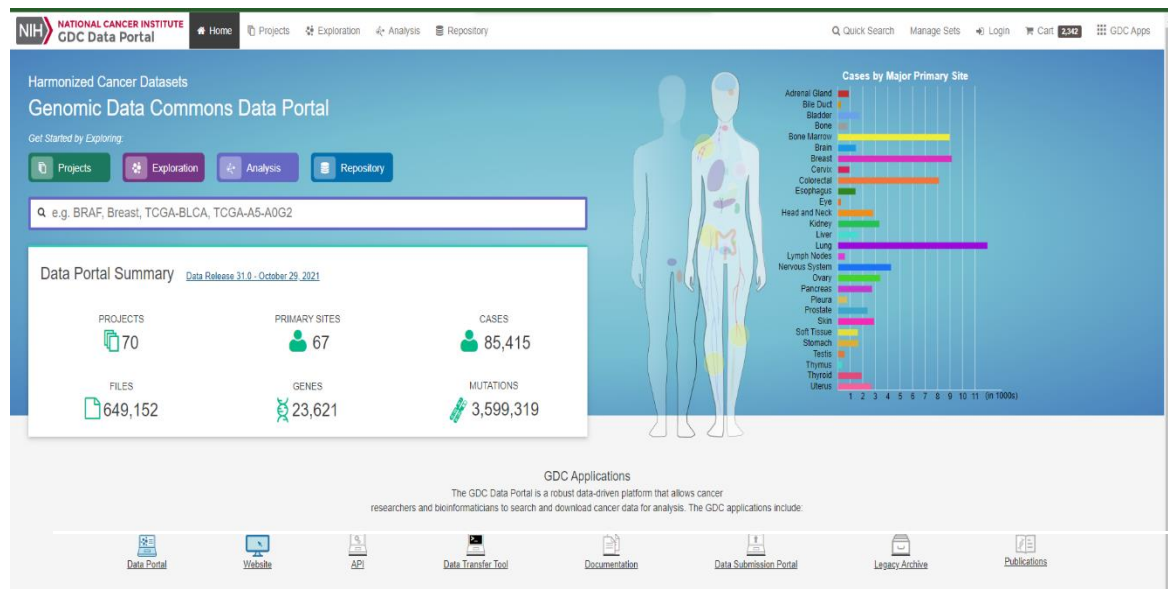 NIH NATIONAL CANCER INSTITUTE
GDC Data Portal
Home Projects Exploration Analysis Repository
Quick Search Manage Sets Login Cart 2,342 GDC Apps
Harmonized Cancer Datasets
Genomic Data Commons Data Portal
Get Started by Exploring:
Projects Exploration Analysis Repository
e.g. BRAF, Breast, TCGA-BLCA, TCGA-A5-A0G2
Data Portal Summary Data Release 31.0 - October 29, 2021
PROJECTS PRIMARY SITES CASES
70 67 85,415
FILES GENES MUTATIONS
649,152 23,621 3,599,319
Cases by Major Primary Site
Adrenal Gland
Bile Duct
Bladder
Bone
Bone Marrow
Brain
Breast
Cervix
Colorectal
Esophagus
Eye
Head and Neck
Kidney
Liver
Lung
Lymph Nodes
Nervous System
Ovary
Pancreas
Pleura
Prostate
Skin
Soft Tissue
Stomach
Testis
Thymus
Thyroid
Uterus
1 2 3 4 5 6 7 8 9 10 11 (in 1000s)
GDC Applications
The GDC Data Portal is a robust data-driven platform that allows cancer
researchers and bioinformaticians to search and download cancer data for analysis. The GDC applications include:
Data Portal Website API Data Transfer Tool Documentation Data Submission Portal Legacy Archive Publications